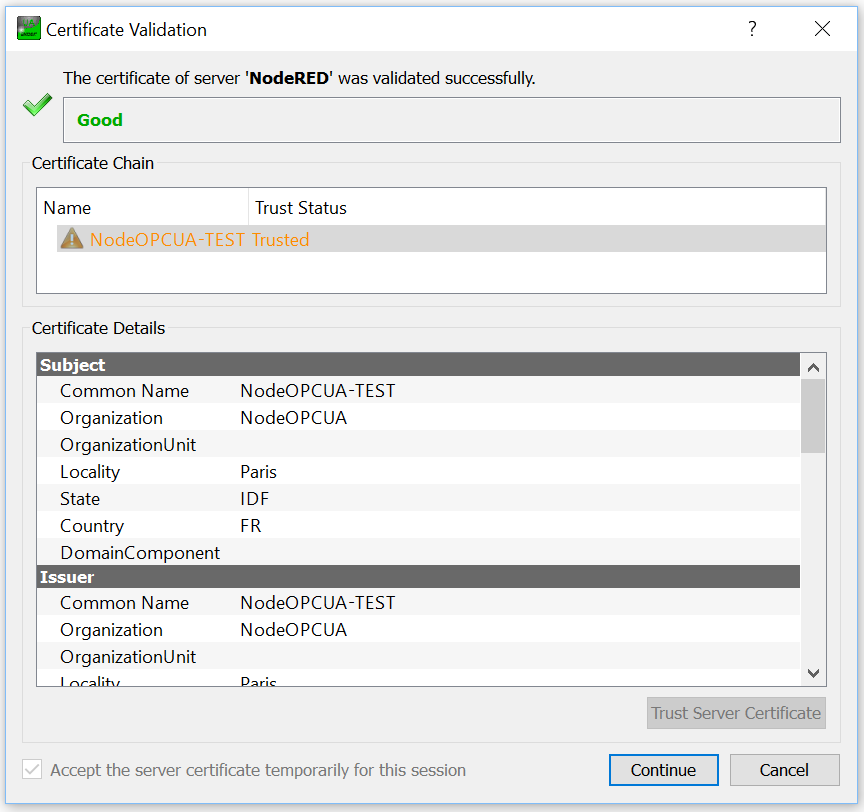 Certificate Validation ?
The certificate of server 'NodeRED' was validated successfully.
Good
Certificate Chain
Name Trust Status
NodeOPCUA-TEST Trusted
Certificate Details
Subject
Common Name NodeOPCUA-TEST
Organization NodeOPCUA
OrganizationUnit
Locality Paris
State IDF
Country FR
DomainComponent
Issuer
Common Name NodeOPCUA-TEST
Organization NodeOPCUA
OrganizationUnit
Locality Paris
Trust Server Certificate
Accept the server certificate temporarily for this session Continue Cancel